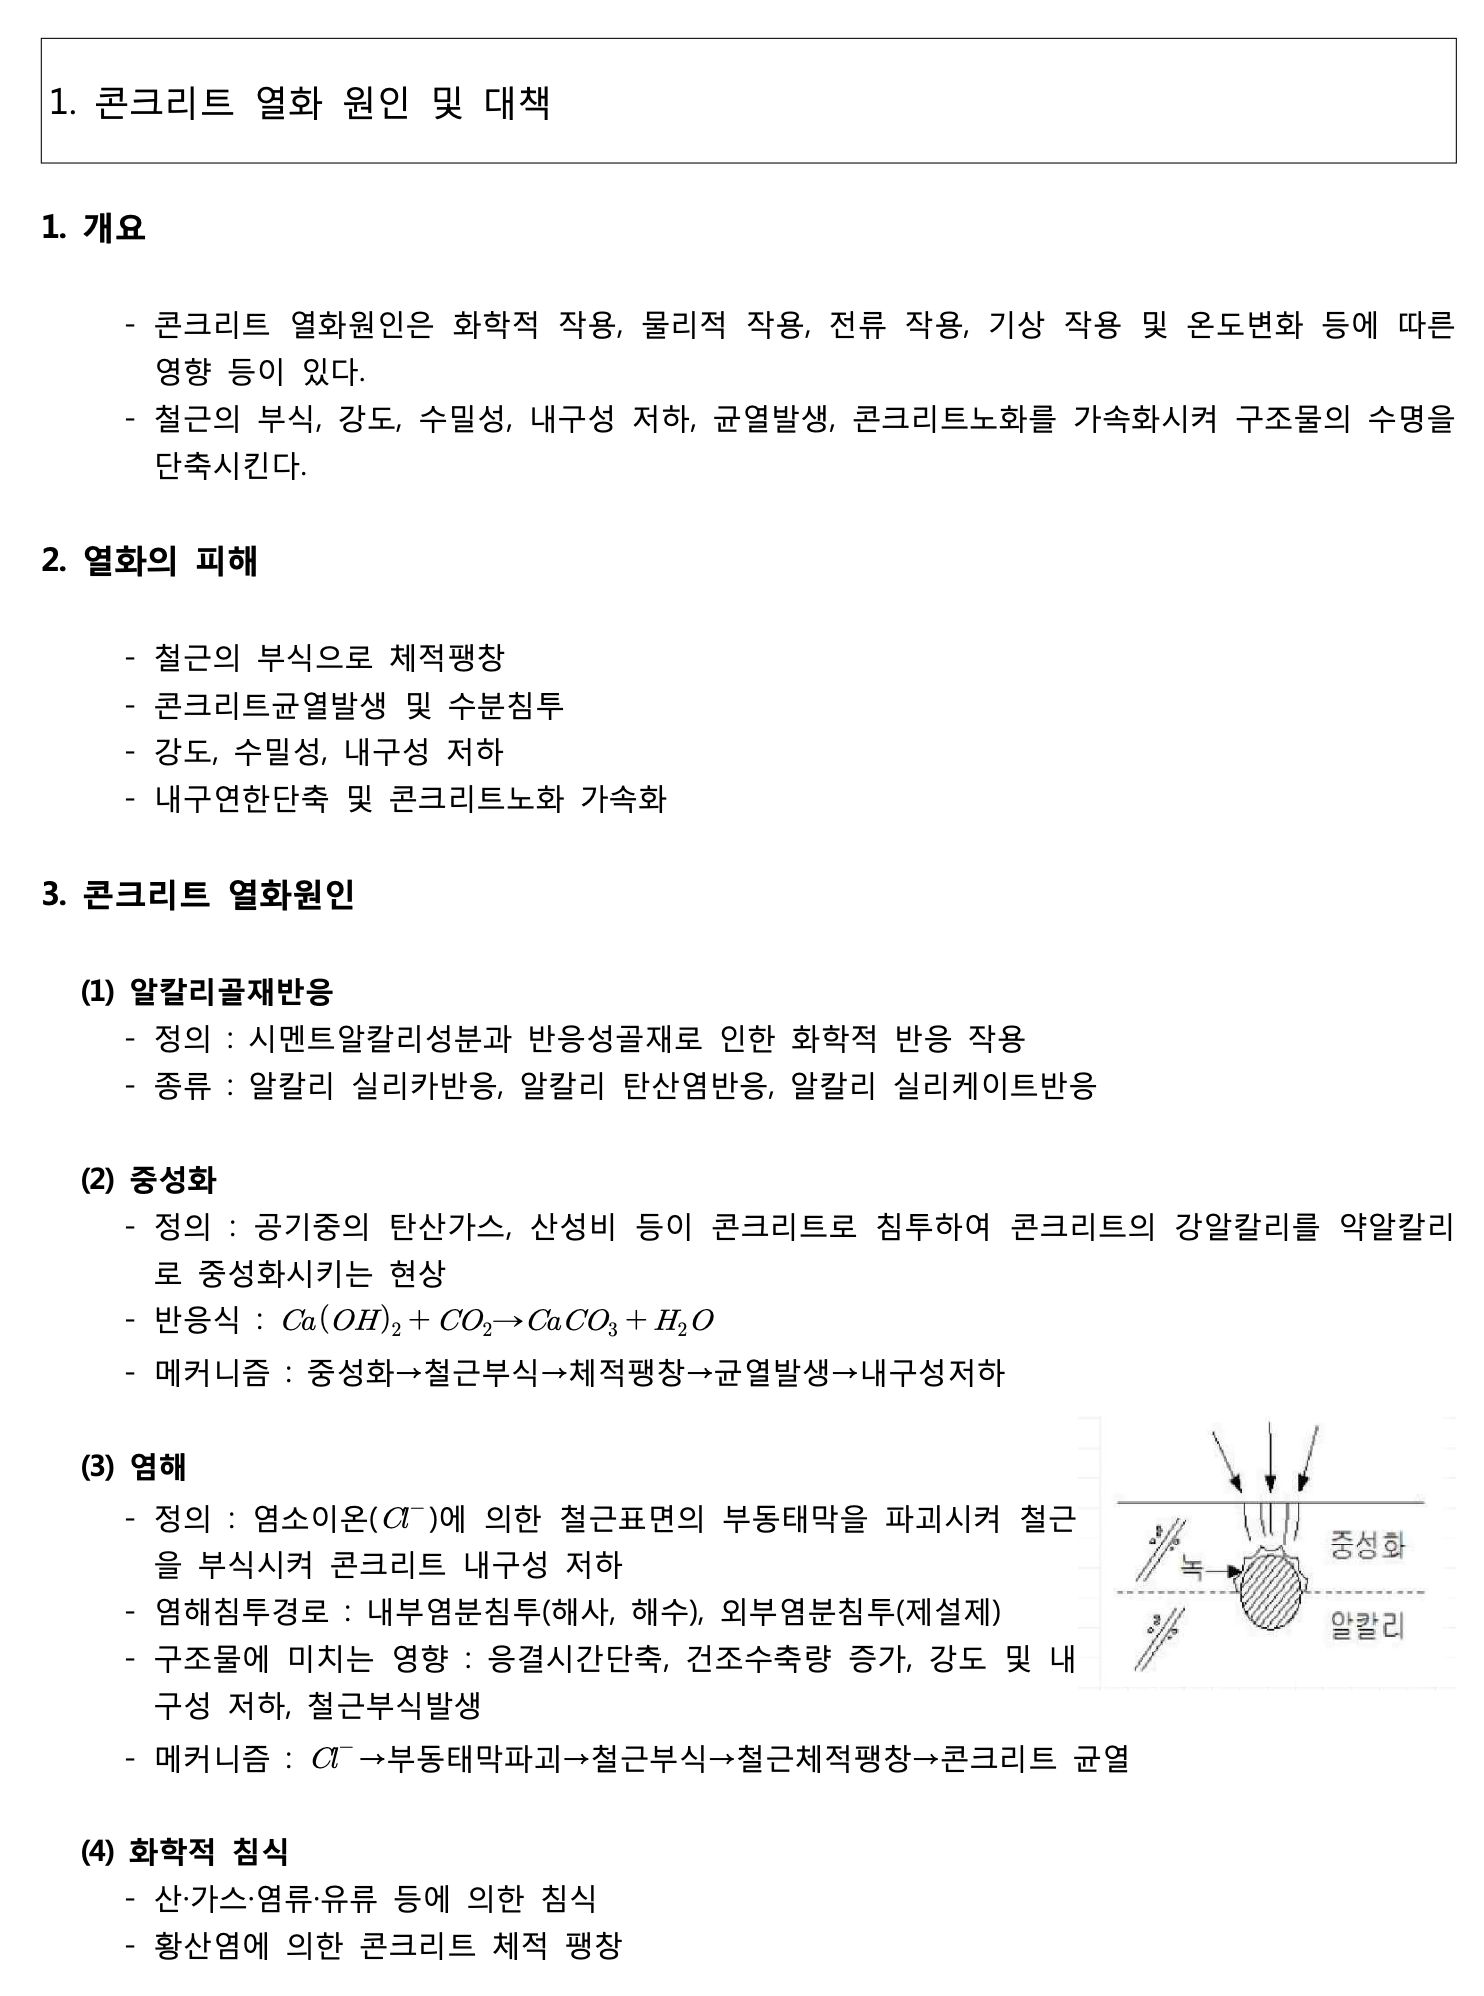 1. 콘크리트 열화 원인 및 대책
1. 개요
- 콘크리트 열화원인은 화학적 작용, 물리적 작용, 전류 작용, 기상 작용 및 온도변화 등에 따른
영향 등이 있다.
- 철근의 부식, 강도, 수밀성, 내구성 저하, 균열발생, 콘크리트노화를 가속화시켜 구조물의 수명을
단축시킨다.
2. 열화의 피해
- 철근의 부식으로 체적팽창
- 콘크리트균열발생 및 수분침투
- 강도, 수밀성, 내구성 저하
- 내구연한단축 및 콘크리트노화 가속화
3. 콘크리트 열화원인
(1) 알칼리골재반응
- 정의 : 시멘트알칼리성분과 반응성골재로 인한 화학적 반응 작용
- 종류 : 알칼리 실리카반응, 알칼리 탄산염반응, 알칼리 실리케이트반응
(2) 중성화
- 정의 : 공기중의 탄산가스, 산성비 등이 콘크리트로 침투하여 콘크리트의 강알칼리를 약알칼리
로 중성화시키는 현상
- 반응식 : Ca(OH)₂ + CO₂→CaCO₃ + H₂O
- 메커니즘 : 중성화→철근부식→체적팽창→균열발생→내구성저하
(3) 염해
- 정의 : 염소이온(Cl⁻)에 의한 철근표면의 부동태막을 파괴시켜 철근
을 부식시켜 콘크리트 내구성 저하
- 염해침투경로 : 내부염분침투(해사, 해수), 외부염분침투(제설제)
- 구조물에 미치는 영향 : 응결시간단축, 건조수축량 증가, 강도 및 내
구성 저하, 철근부식발생
- 메커니즘 : Cl⁻→부동태막파괴→철근부식→철근체적팽창→콘크리트 균열
중성화
녹
알칼리
(4) 화학적 침식
- 산·가스·염류·유류 등에 의한 침식
- 황산염에 의한 콘크리트 체적 팽창